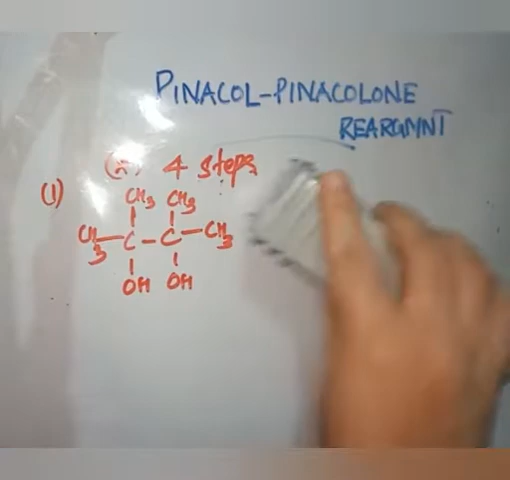 PINACOL-PINACOLONE
REARGMNT
4 steps
(1)
CH3 CH3
CH3-C-C-CH3
OH OH